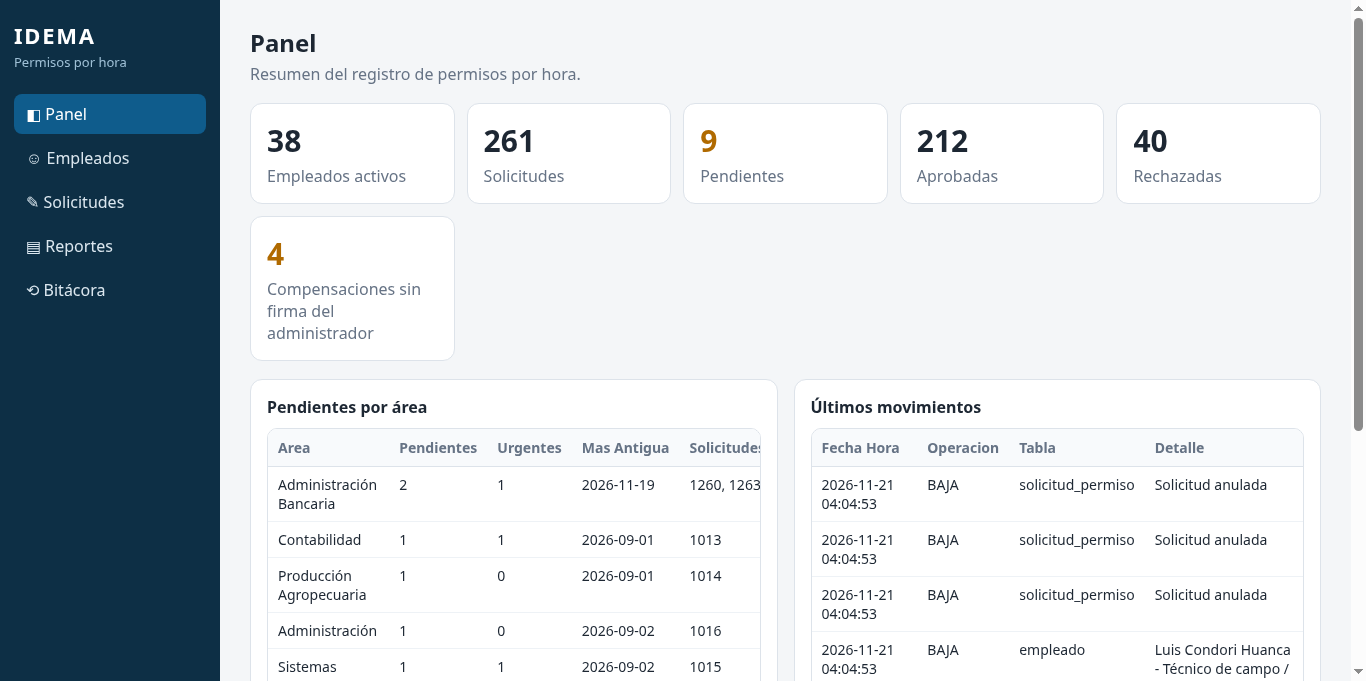 IDEMA
Permisos por hora
Panel
Empleados
Solicitudes
Reportes
Bitácora
Panel
Resumen del registro de permisos por hora.
38
Empleados activos
261
Solicitudes
9
Pendientes
212
Aprobadas
40
Rechazadas
4
Compensaciones sin
firma del
administrador
Pendientes por área
Area Pendientes Urgentes Mas Antigua Solicitudes
Administración
Bancaria 2 1 2026-11-19 1260, 1263
Contabilidad 1 1 2026-09-01 1013
Producción
Agropecuaria 1 0 2026-09-01 1014
Administración 1 0 2026-09-02 1016
Sistemas 1 1 2026-09-02 1015
Últimos movimientos
Fecha Hora Operacion Tabla Detalle
2026-11-21
04:04:53 BAJA solicitud_permiso Solicitud anulada
2026-11-21
04:04:53 BAJA solicitud_permiso Solicitud anulada
2026-11-21
04:04:53 BAJA solicitud_permiso Solicitud anulada
2026-11-21
04:04:53 BAJA empleado Luis Condori Huanca
- Técnico de campo /